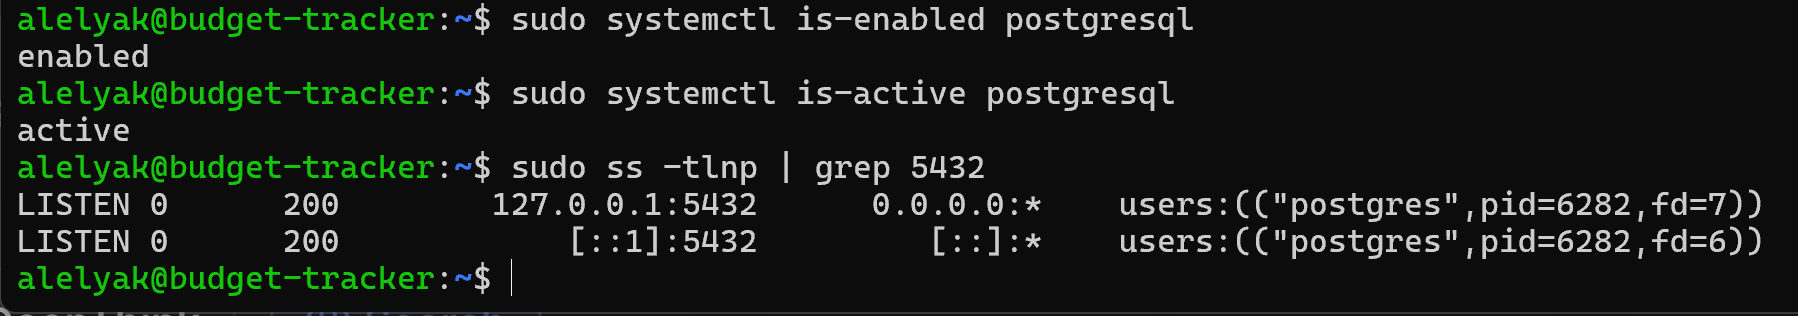 alelyak@budget-tracker:~$ sudo systemctl is-enabled postgresql
enabled
alelyak@budget-tracker:~$ sudo systemctl is-active postgresql
active
alelyak@budget-tracker:~$ sudo ss -tlnp | grep 5432
LISTEN 0      200        127.0.0.1:5432      0.0.0.0:*    users:(("postgres",pid=6282,fd=7))
LISTEN 0      200            [::1]:5432         [::]:*    users:(("postgres",pid=6282,fd=6))
alelyak@budget-tracker:~$